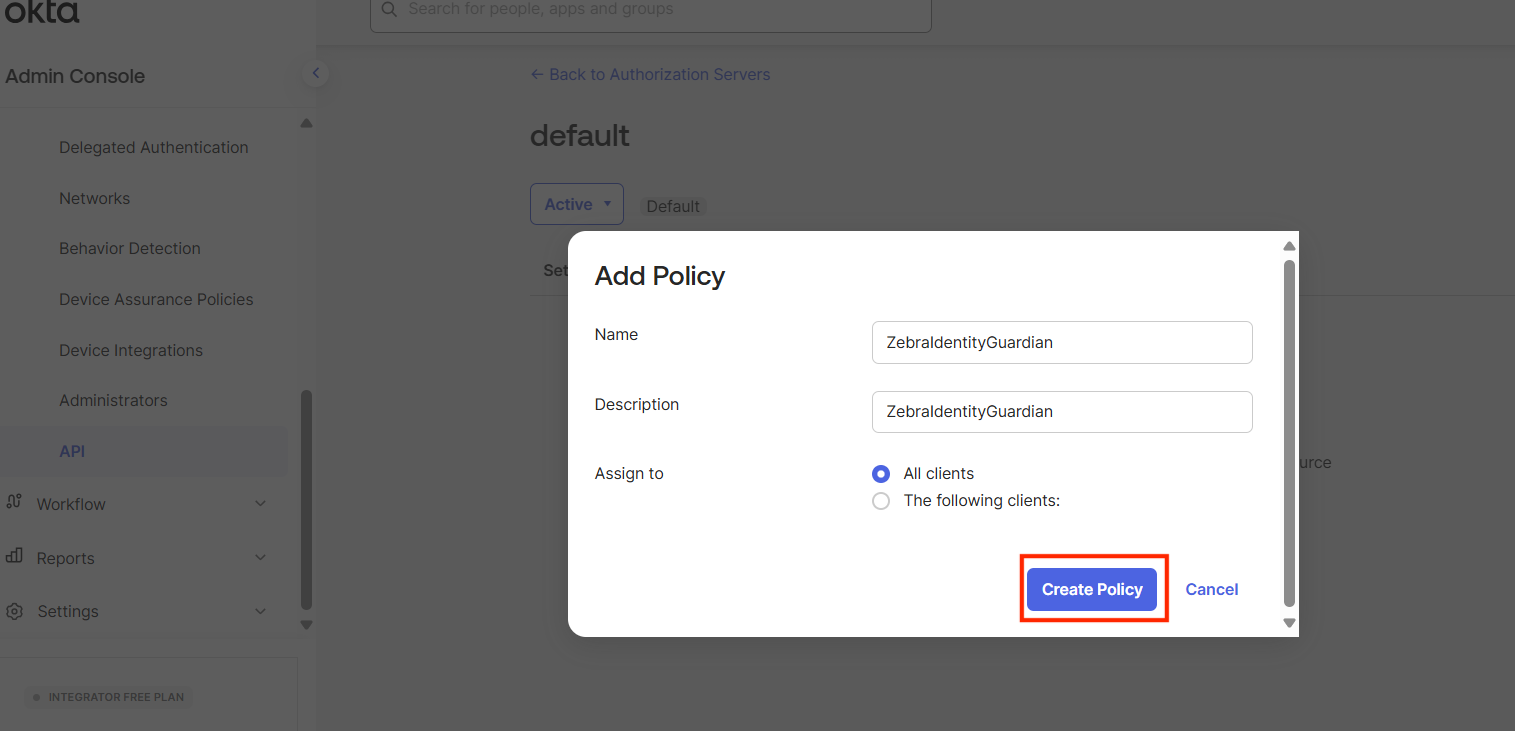 okta
Search for people, apps and groups
Admin Console
← Back to Authorization Servers
default
Delegated Authentication
Networks
Active
Default
Behavior Detection
Set
Add Policy
Device Assurance Policies
Name
ZebraIdentityGuardian
Device Integrations
Administrators
Description
ZebraIdentityGuardian
API
Assign to
All clients
urce
The following clients:
Workflow
Reports
Create Policy
Cancel
Settings
INTEGRATOR FREE PLAN